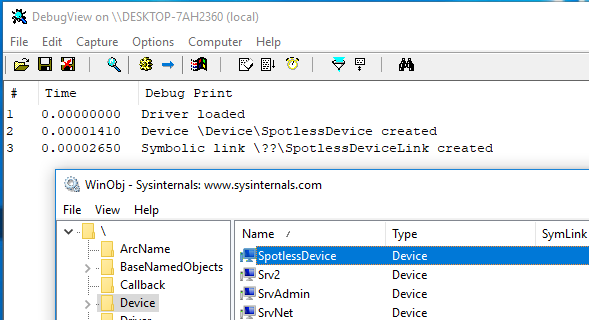 DebugView on \\DESKTOP-7AH2360 (local)
File Edit Capture Options Computer Help
# Time Debug Print
1 0.00000000 Driver loaded
2 0.00001410 Device \Device\SpotlessDevice created
3 0.00002650 Symbolic link \??\SpotlessDeviceLink created
WinObj - Sysinternals: www.sysinternals.com
File View Help
\
ArcName
BaseNamedObjects
Callback
Device
Driver
Name / Type SymLink
SpotlessDevice Device
Srv2 Device
SrvAdmin Device
SrvNet Device